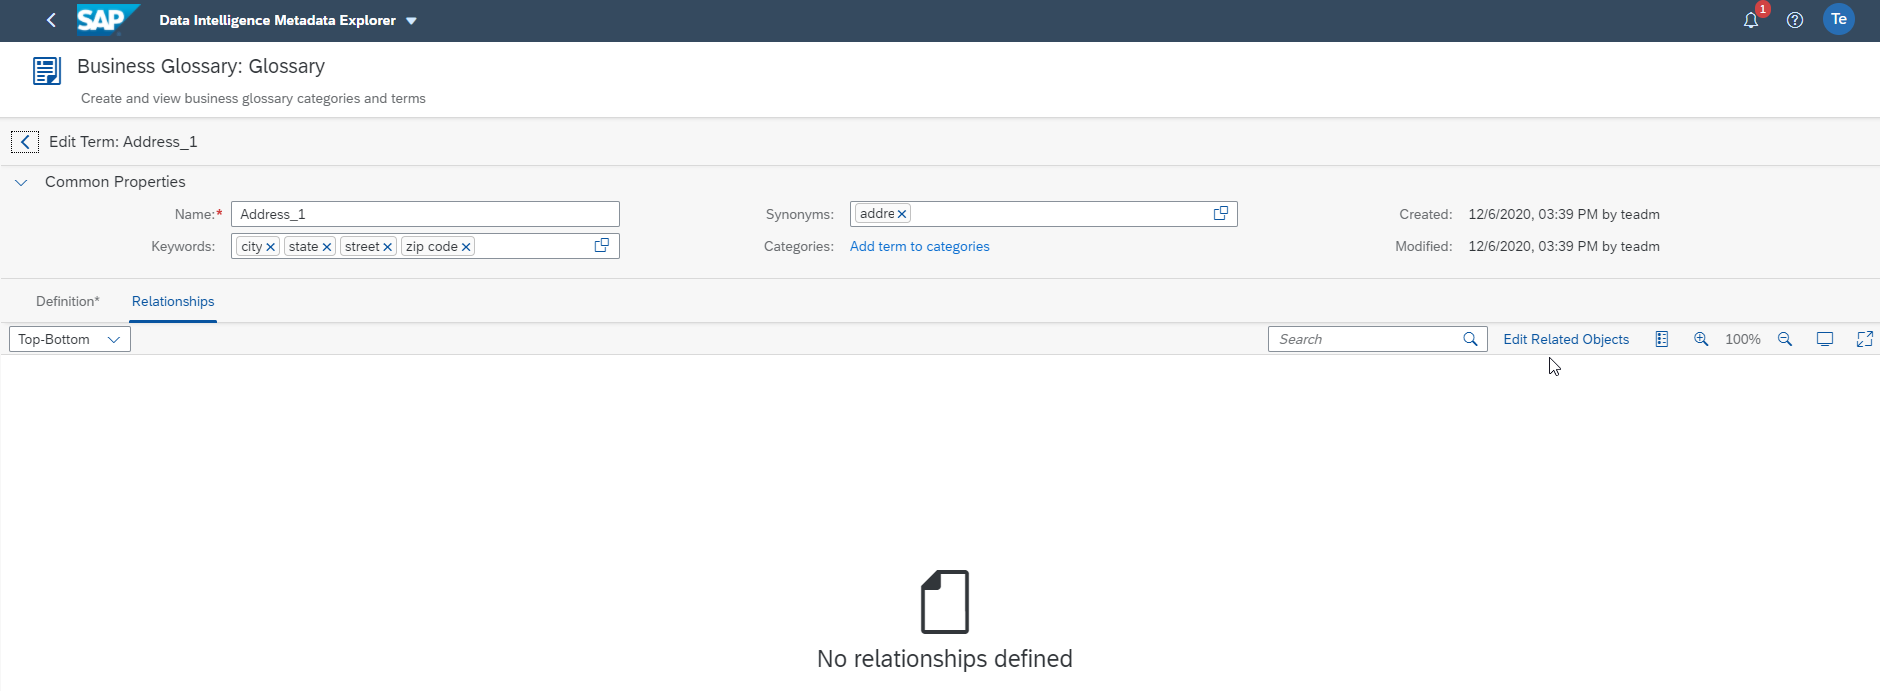 SAP Data Intelligence Metadata Explorer 1 Te
Business Glossary: Glossary
Create and view business glossary categories and terms
Edit Term: Address_1
Common Properties
Name:* Address_1 Synonyms: addre Created: 12/6/2020, 03:39 PM by teadm
Keywords: city state street zip code Categories: Add term to categories Modified: 12/6/2020, 03:39 PM by teadm
Definition* Relationships
Top-Bottom Search Edit Related Objects 100%
No relationships defined